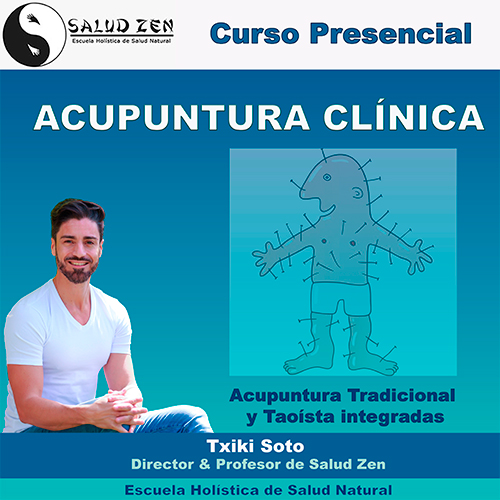 SALUD ZEN
Escuela Holística de Salud Natural
Curso Presencial
ACUPUNTURA CLÍNICA
Acupuntura Tradicional
y Taoísta integradas
Txiki Soto
Director & Profesor de Salud Zen
Escuela Holística de Salud Natural